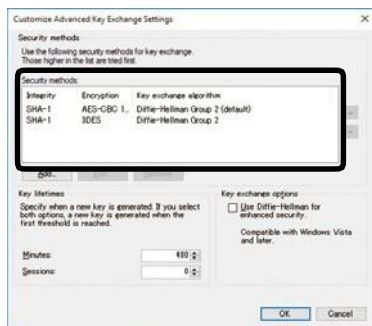 Customize Advanced Key Exchange Settings
Security methods
Use the following security methods for key exchange.
Those higher in the list are tried first.
Security methods:
Integrity Encryption Key exchange algorithm
SHA-1 AES-CBC 1.. Diffie-Hellman Group 2 (default)
SHA-1 3DES Diffie-Hellman Group 2
Add...
Key lifetimes
Specify when a new key is generated. If you select
both options, a new key is generated when the
first threshold is reached.
Minutes: 480
Sessions: 0
Key exchange options
Use Diffie-Hellman for
enhanced security.
Compatible with Windows Vista
and later.
OK Cancel